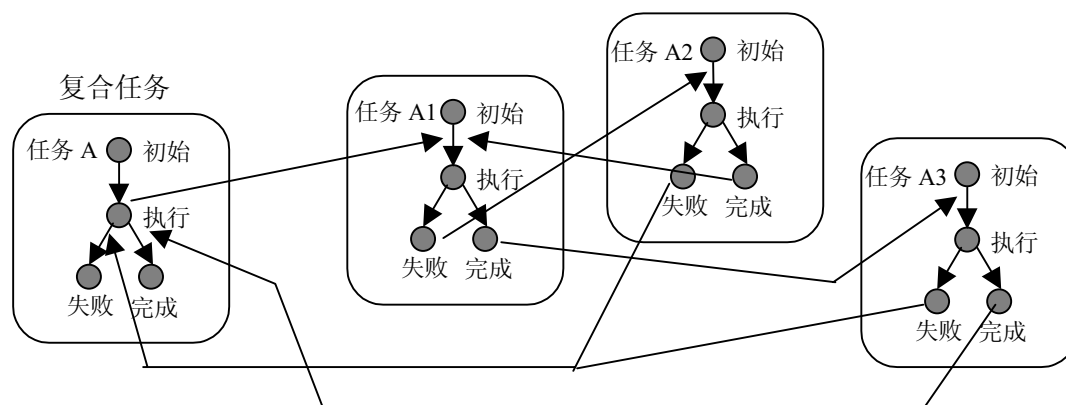 复合任务
任务 A 初始
执行
失败 完成
任务 A1 初始
执行
失败 完成
任务 A2 初始
执行
失败 完成
任务 A3 初始
执行
失败 完成